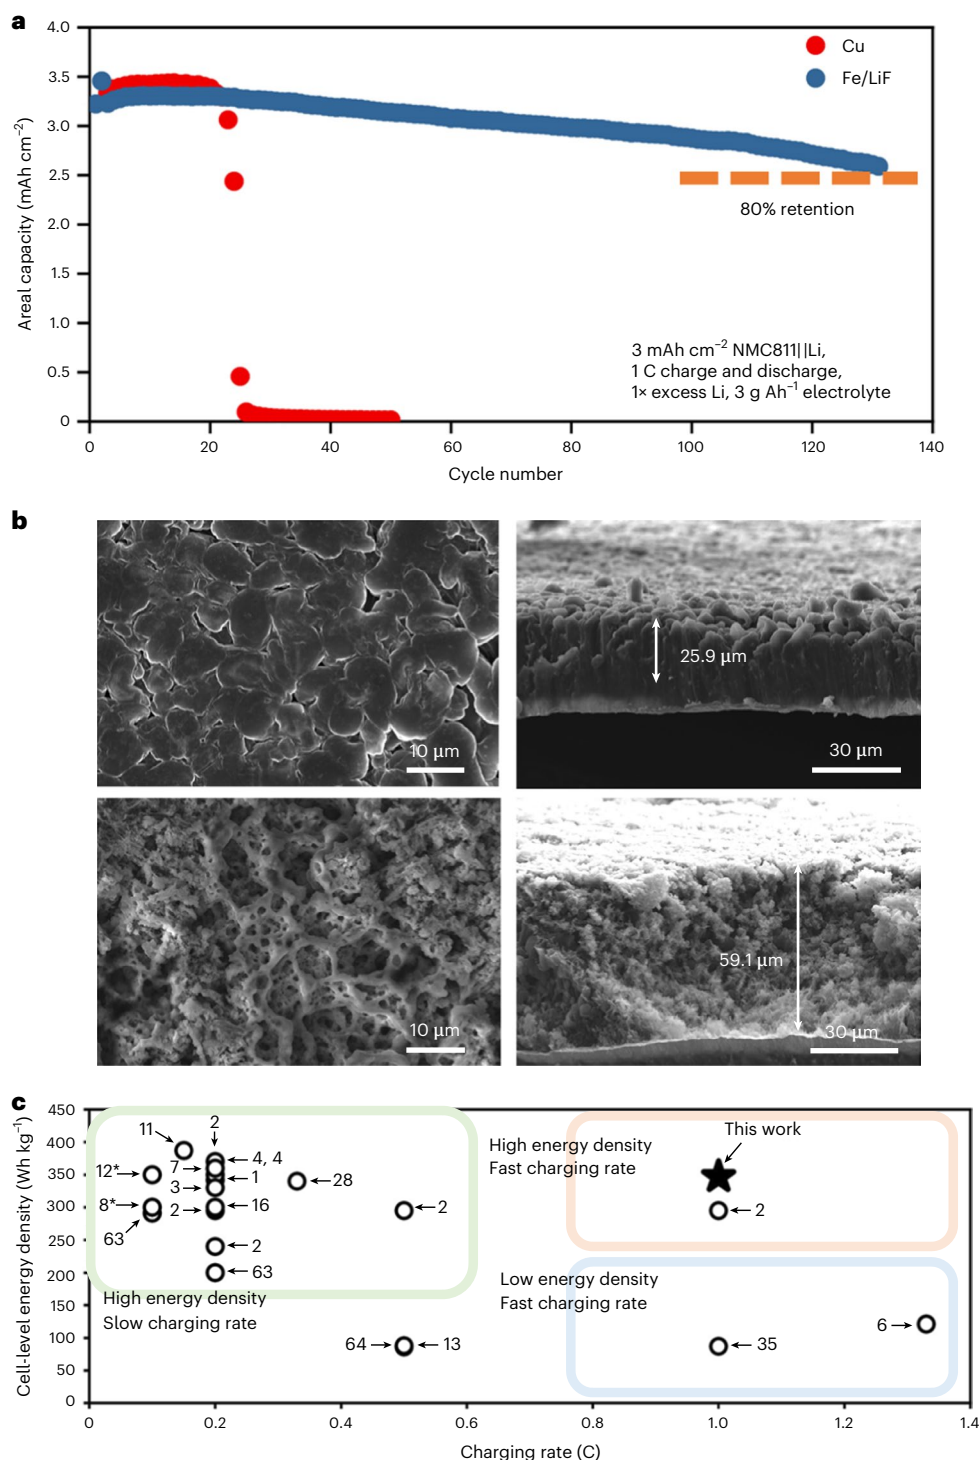 a
4.0
3.5
3.0
2.5
2.0
1.5
1.0
0.5
0
Areal capacity (mAh cm⁻²)
Cu
Fe/LiF
80% retention
3 mAh cm⁻² NMC811||Li,
1 C charge and discharge,
1× excess Li, 3 g Ah⁻¹ electrolyte
0 20 40 60 80 100 120 140
Cycle number
b
10 µm
25.9 µm
30 µm
10 µm
59.1 µm
30 µm
c
450
400
350
300
250
200
150
100
50
0
Cell-level energy density (Wh kg⁻¹)
11
2
12*
7
4, 4
1
3
28
8*
2
16
2
63
2
63
High energy density
Slow charging rate
64
13
High energy density
Fast charging rate
This work
2
Low energy density
Fast charging rate
6
35
0 0.2 0.4 0.6 0.8 1.0 1.2 1.4
Charging rate (C)